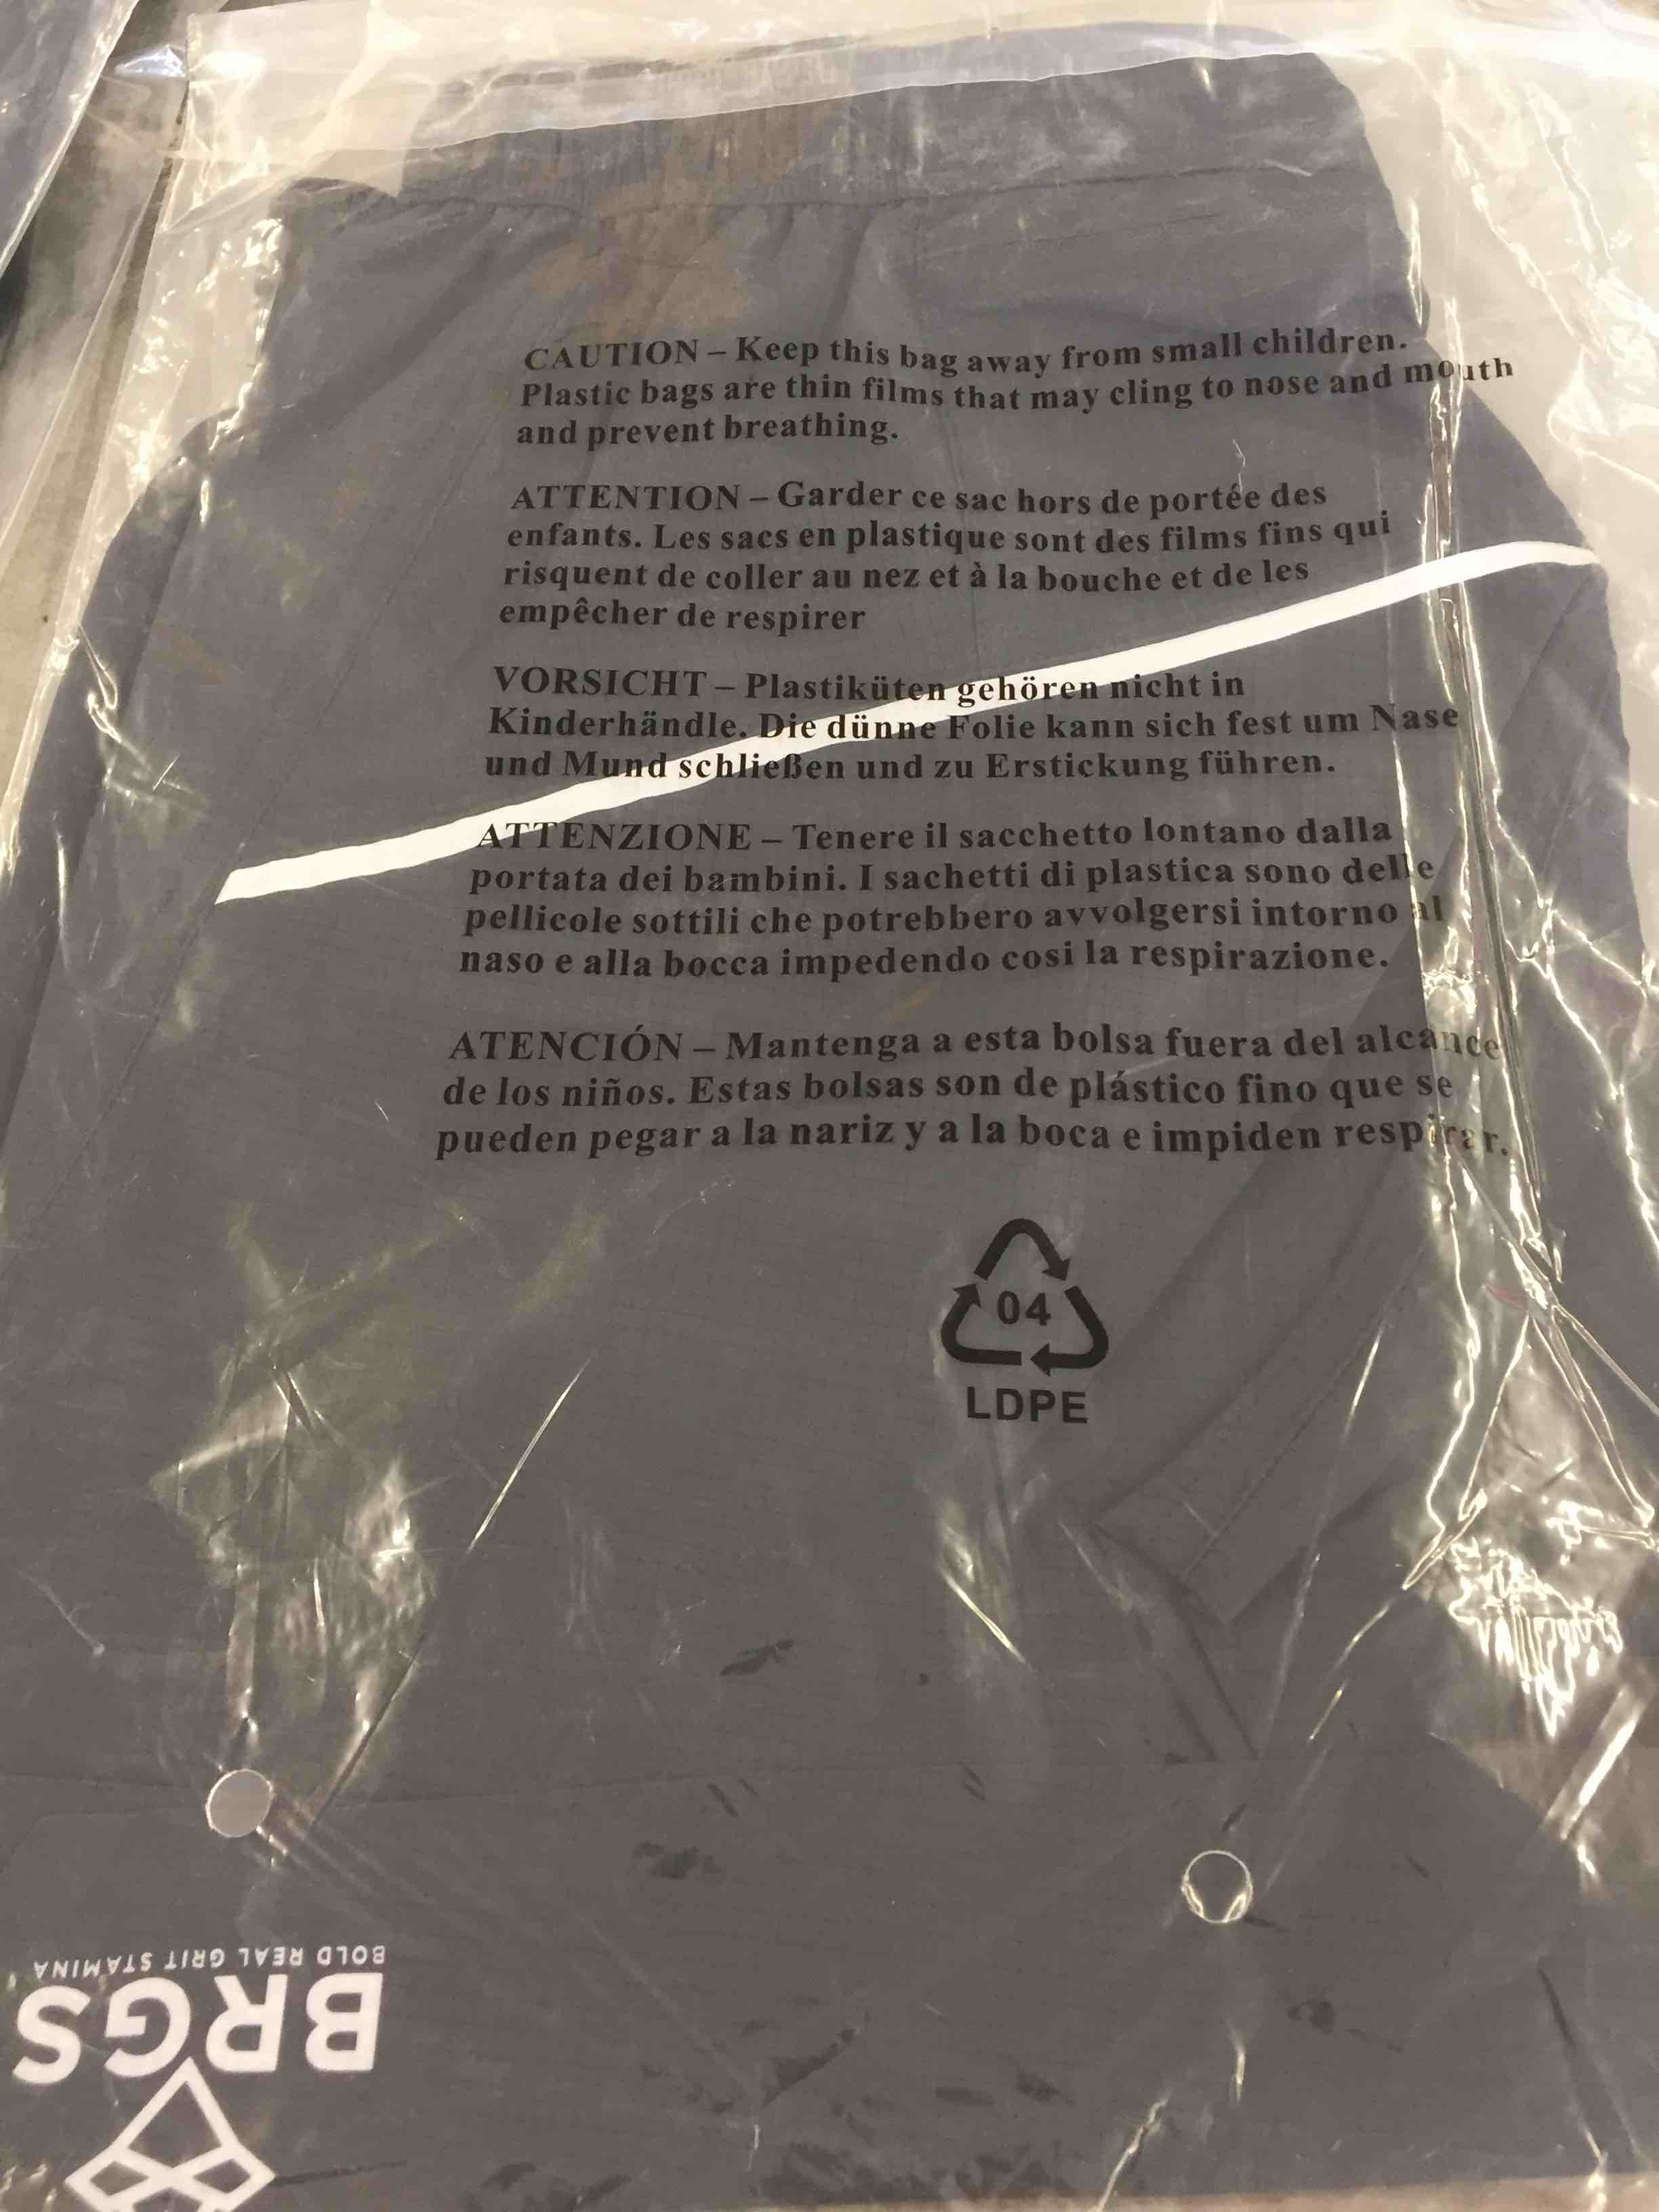 CAUTION – Keep this bag away from small children.
Plastic bags are thin films that may cling to nose and mouth
and prevent breathing.
ATTENTION – Garder ce sac hors de portée des
enfants. Les sacs en plastique sont des films fins qui
risquent de coller au nez et à la bouche et de les
empêcher de respirer
VORSICHT – Plastiküten gehören nicht in
Kinderhändle. Die dünne Folie kann sich fest um Nase
und Mund schließen und zu Erstickung führen.
ATTENZIONE – Tenere il sacchetto lontano dalla
portata dei bambini. I sachetti di plastica sono delle
pellicole sottili che potrebbero avvolgersi intorno al
naso e alla bocca impedendo cosi la respirazione.
ATENCIÓN – Mantenga a esta bolsa fuera del alcance
de los niños. Estas bolsas son de plástico fino que se
pueden pegar a la nariz y a la boca e impiden respirar.
04
LDPE
BRGS
BOLD REAL GRIT STAMINA